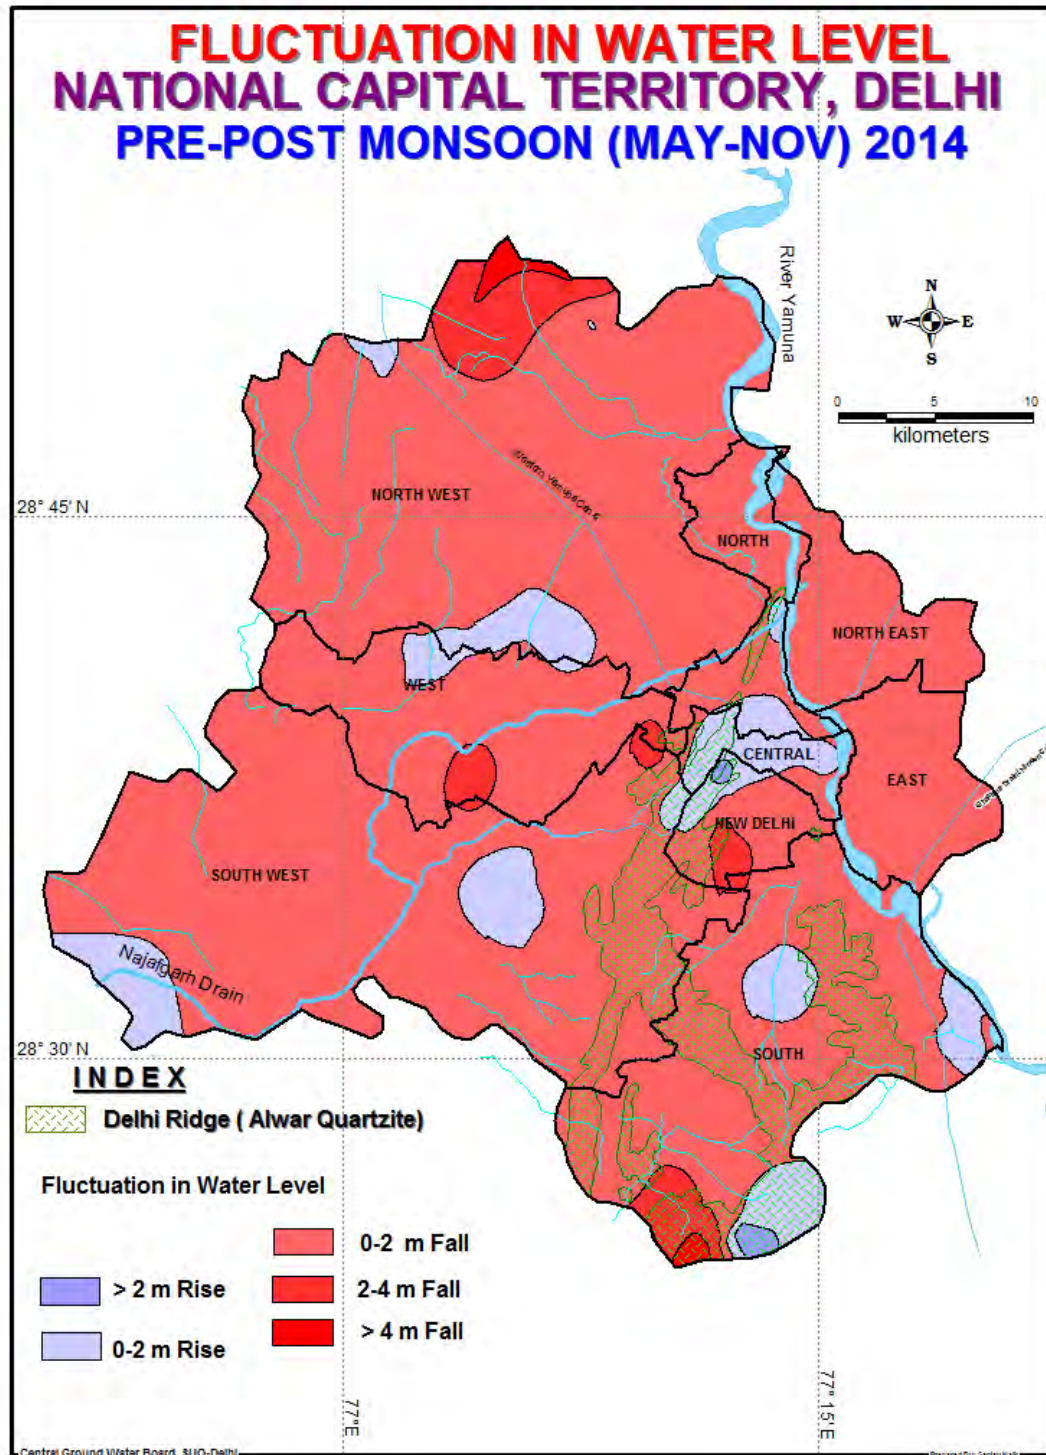 FLUCTUATION IN WATER LEVEL
NATIONAL CAPITAL TERRITORY, DELHI
PRE-POST MONSOON (MAY-NOV) 2014
River Yamuna
N
W E
S
0 5 10
kilometers
NORTH WEST
28° 45' N
NORTH
NORTH EAST
WEST
CENTRAL
EAST
NEW DELHI
SOUTH WEST
Najafgarh Drain
28° 30' N
SOUTH
INDEX
Delhi Ridge ( Alwar Quartzite)
Fluctuation in Water Level
0-2 m Fall
> 2 m Rise
2-4 m Fall
0-2 m Rise
> 4 m Fall
77°E
77° 15'E
Central Ground Water Board, SUO-Delhi